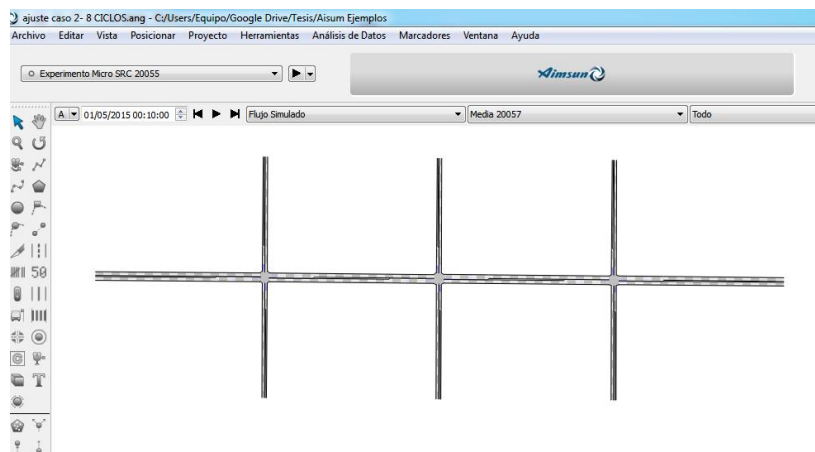 ajuste caso 2- 8 CICLOS.ang - C:/Users/Equipo/Google Drive/Tesis/Aisum Ejemplos
Archivo Editar Vista Posicionar Proyecto Herramientas Análisis de Datos Marcadores Ventana Ayuda
Experimento Micro SRC 20055
Aimsun
A 01/05/2015 00:10:00 Flujo Simulado Media 20057 Todo
50
T